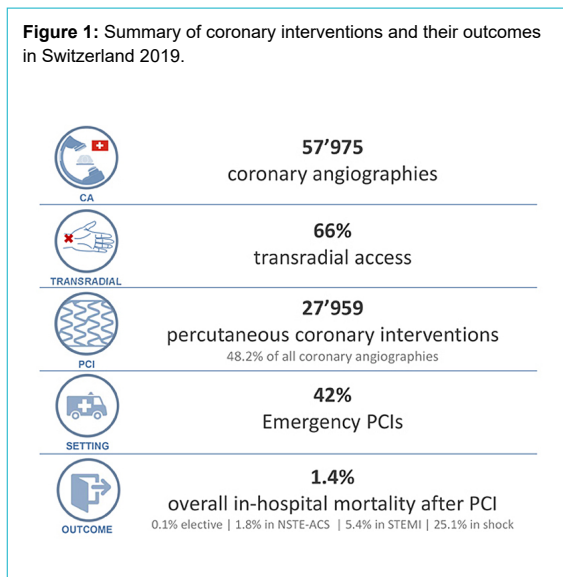 Figure 1: Summary of coronary interventions and their outcomes
in Switzerland 2019.
57’975
coronary angiographies
CA
66%
transradial access
TRANSRADIAL
27’959
percutaneous coronary interventions
48.2% of all coronary angiographies
PCI
42%
Emergency PCIs
SETTING
1.4%
overall in-hospital mortality after PCI
0.1% elective | 1.8% in NSTE-ACS | 5.4% in STEMI | 25.1% in shock
OUTCOME